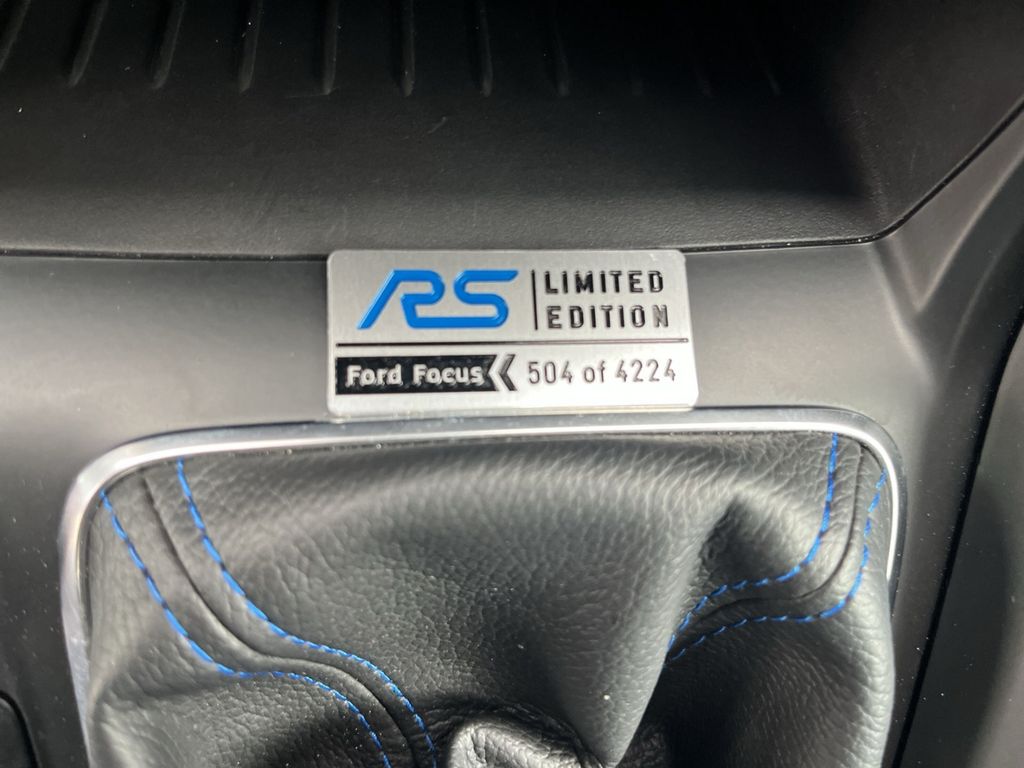 RS LIMITED
EDITION
Ford Focus 504 of 4224